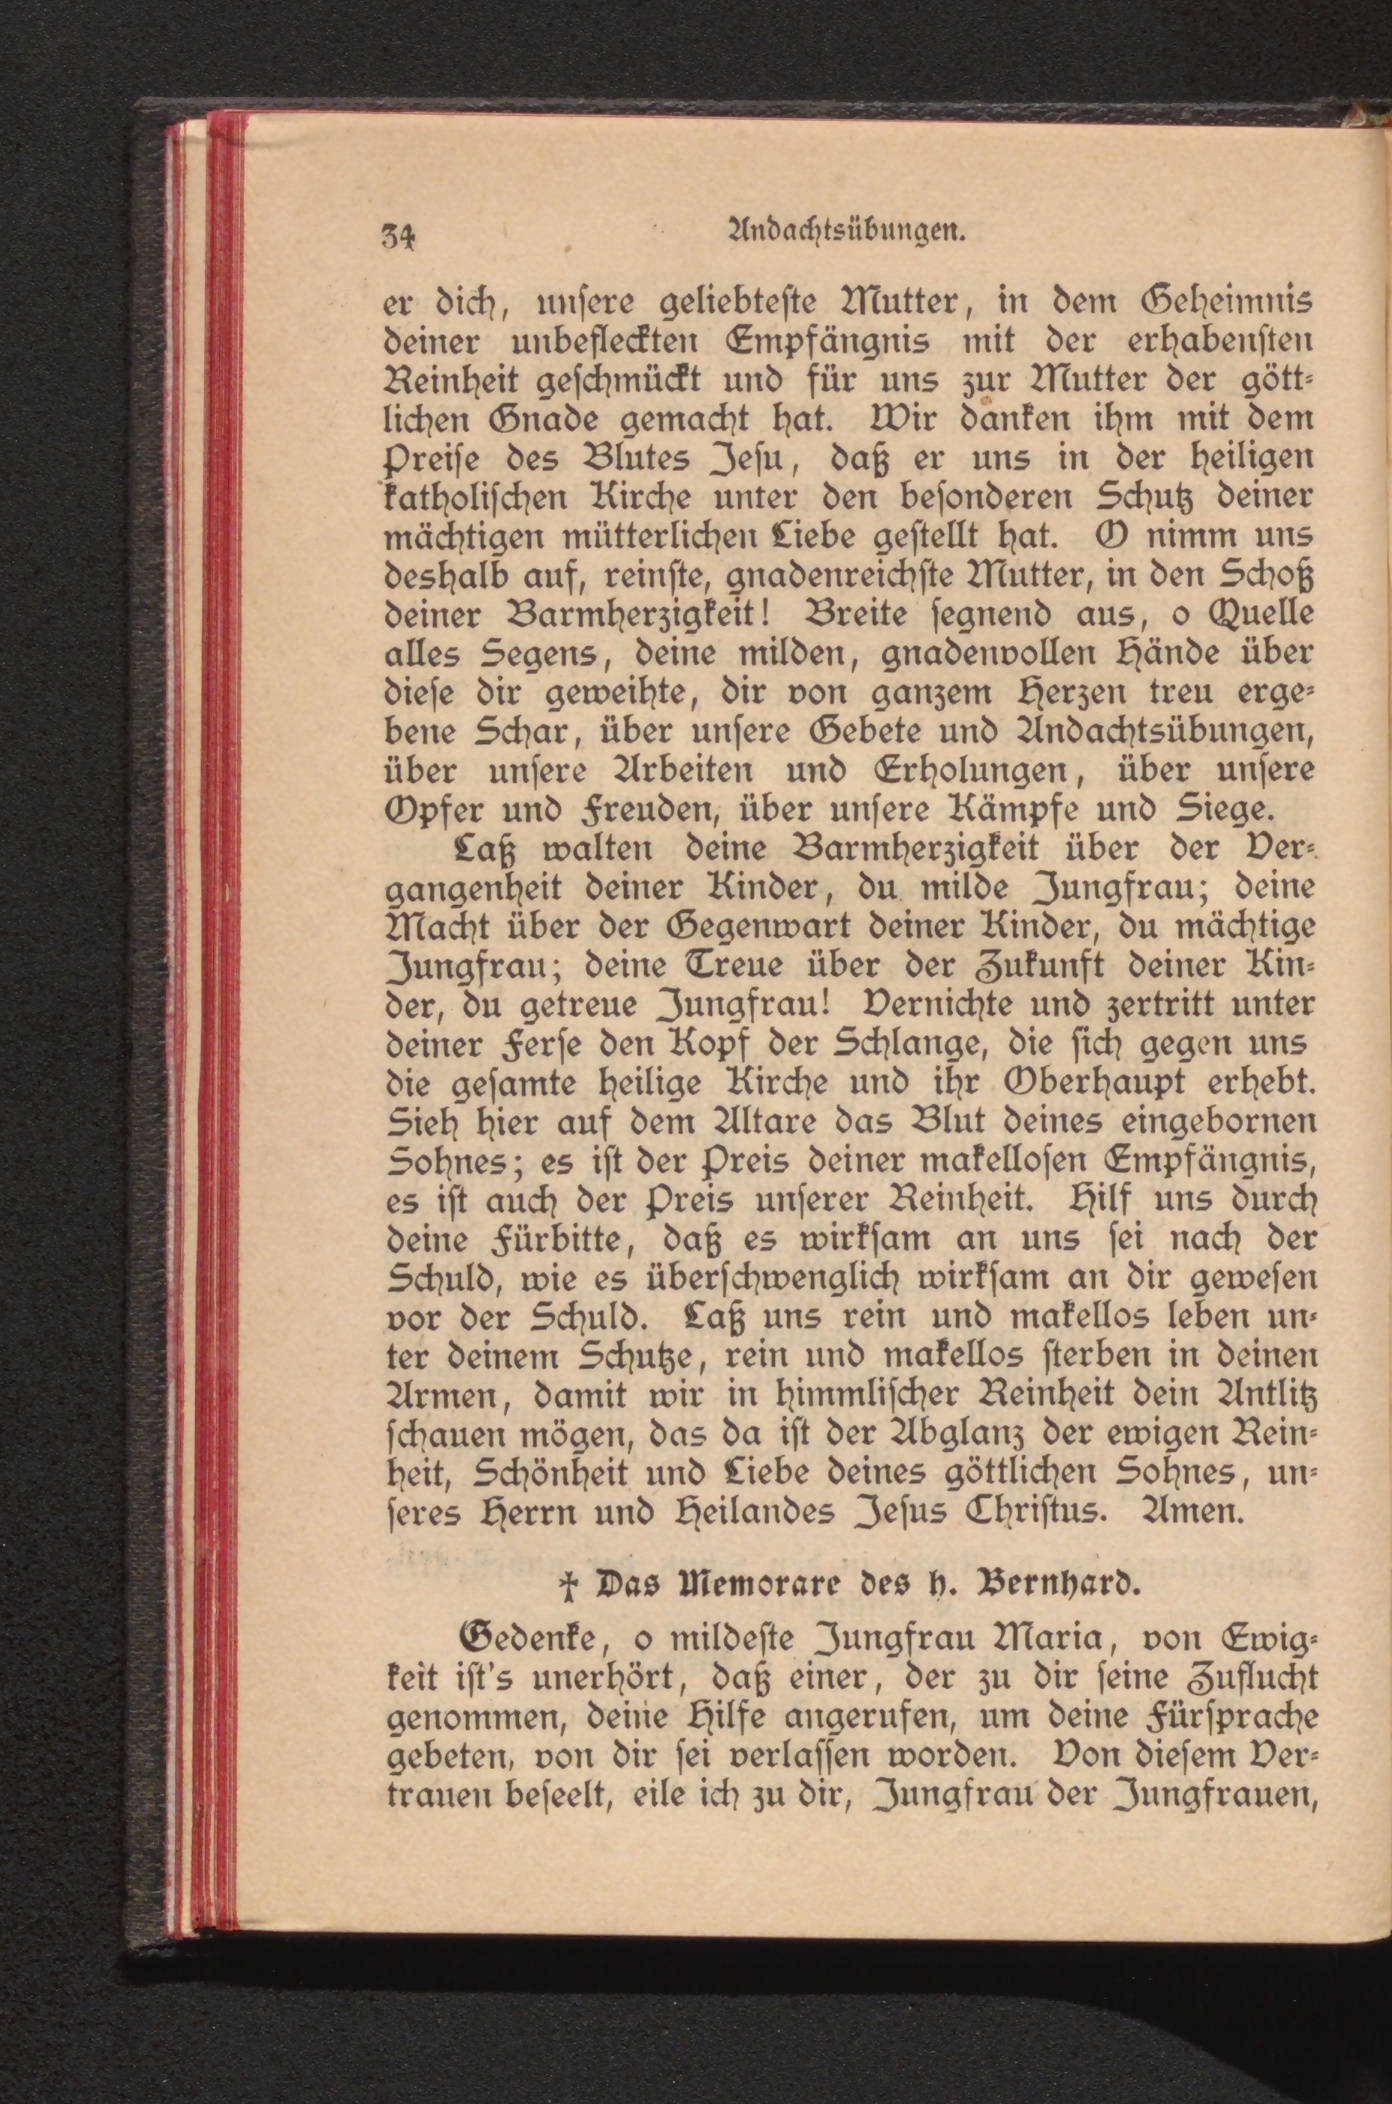 34 Andachtsübungen.
er dich, unsere geliebteste Mutter, in dem Geheimnis
deiner unbefleckten Empfängnis mit der erhabensten
Reinheit geschmückt und für uns zur Mutter der gött-
lichen Gnade gemacht hat. Wir danken ihm mit dem
Preise des Blutes Jesu, daß er uns in der heiligen
katholischen Kirche unter den besonderen Schutz deiner
mächtigen mütterlichen Liebe gestellt hat. O nimm uns
deshalb auf, reinste, gnadenreichste Mutter, in den Schoß
deiner Barmherzigkeit! Breite segnend aus, o Quelle
alles Segens, deine milden, gnadenvollen Hände über
diese dir geweihte, dir von ganzem Herzen treu erge-
bene Schar, über unsere Gebete und Andachtsübungen,
über unsere Arbeiten und Erholungen, über unsere
Opfer und Freuden, über unsere Kämpfe und Siege.
Laß walten deine Barmherzigkeit über der Ver-
gangenheit deiner Kinder, du milde Jungfrau; deine
Macht über der Gegenwart deiner Kinder, du mächtige
Jungfrau; deine Treue über der Zukunft deiner Kin-
der, du getreue Jungfrau! Vernichte und zertritt unter
deiner Ferse den Kopf der Schlange, die sich gegen uns
die gesamte heilige Kirche und ihr Oberhaupt erhebt.
Sieh hier auf dem Altare das Blut deines eingebornen
Sohnes; es ist der Preis deiner makellosen Empfängnis,
es ist auch der Preis unserer Reinheit. Hilf uns durch
deine Fürbitte, daß es wirksam an uns sei nach der
Schuld, wie es überschwenglich wirksam an dir gewesen
vor der Schuld. Laß uns rein und makellos leben un-
ter deinem Schutze, rein und makellos sterben in deinen
Armen, damit wir in himmlischer Reinheit dein Antlitz
schauen mögen, das da ist der Abglanz der ewigen Rein-
heit, Schönheit und Liebe deines göttlichen Sohnes, un-
seres Herrn und Heilandes Jesus Christus. Amen.
† Das Memorare des h. Bernhard.
Gedenke, o mildeste Jungfrau Maria, von Ewig-
keit ist's unerhört, daß einer, der zu dir seine Zuflucht
genommen, deine Hilfe angerufen, um deine Fürsprache
gebeten, von dir sei verlassen worden. Von diesem Ver-
trauen beseelt, eile ich zu dir, Jungfrau der Jungfrauen,